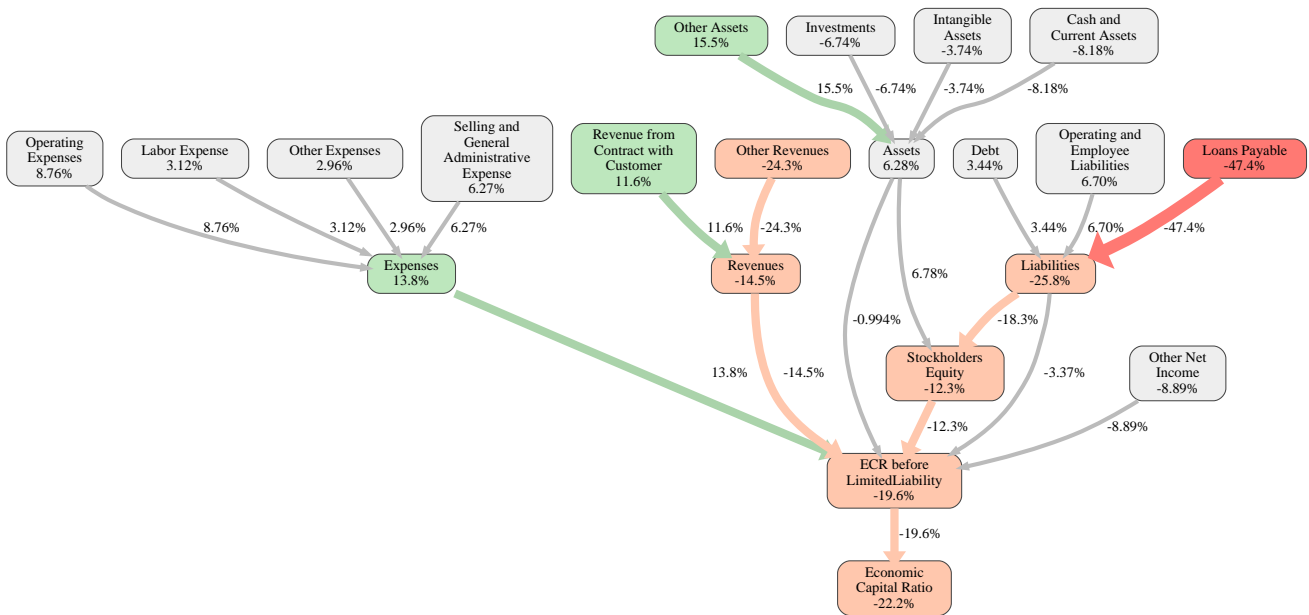 Other Assets
15.5%
Investments
-6.74%
Intangible
Assets
-3.74%
Cash and
Current Assets
-8.18%
15.5%
-6.74%
-3.74%
-8.18%
Operating
Expenses
8.76%
Labor Expense
3.12%
Other Expenses
2.96%
Selling and
General
Administrative
Expense
6.27%
Revenue from
Contract with
Customer
11.6%
Other Revenues
-24.3%
Assets
6.28%
Debt
3.44%
Operating and
Employee
Liabilities
6.70%
Loans Payable
-47.4%
8.76%
3.12%
2.96%
6.27%
11.6%
-24.3%
3.44%
6.70%
-47.4%
Expenses
13.8%
Revenues
-14.5%
6.78%
Liabilities
-25.8%
-0.994%
-18.3%
13.8%
-14.5%
Stockholders
Equity
-12.3%
-3.37%
Other Net
Income
-8.89%
-12.3%
-8.89%
ECR before
LimitedLiability
-19.6%
-19.6%
Economic
Capital Ratio
-22.2%